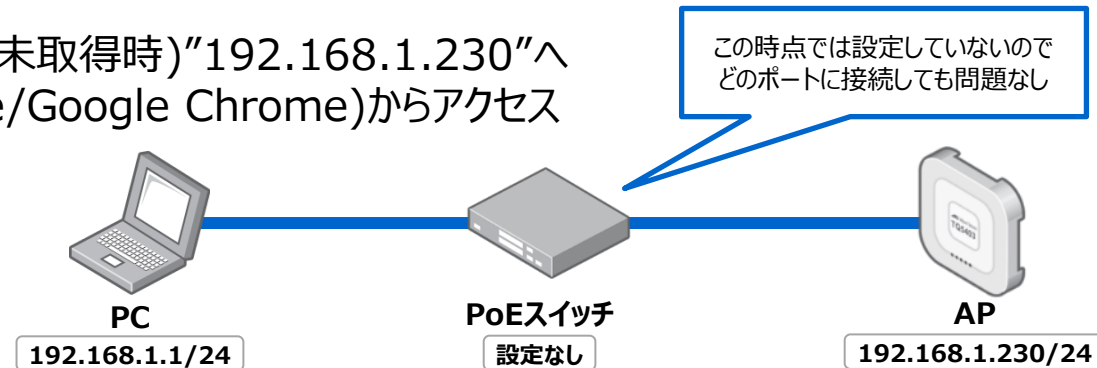 未取得時)”192.168.1.230”へ
e/Google Chrome)からアクセス
この時点では設定していないので
どのポートに接続しても問題なし
TQ5403
PC
PoEスイッチ
AP
192.168.1.1/24
設定なし
192.168.1.230/24